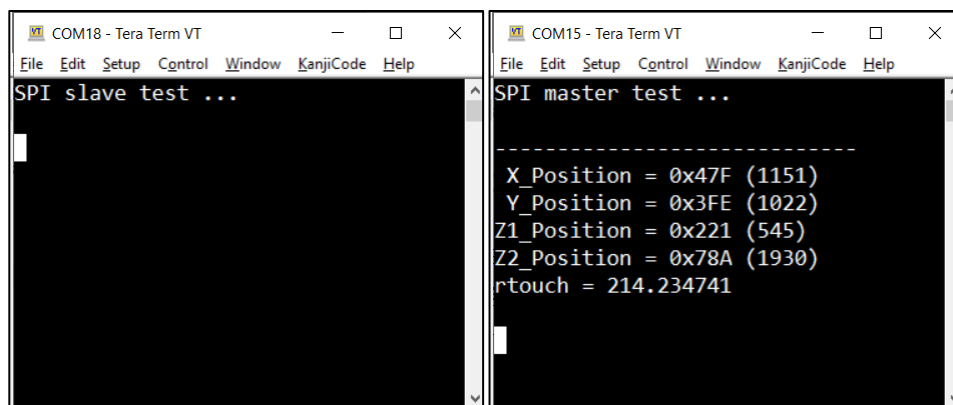 COM18 - Tera Term VT
File Edit Setup Control Window KanjiCode Help
SPI slave test ...
COM15 - Tera Term VT
File Edit Setup Control Window KanjiCode Help
SPI master test ...
-----------------------------
X_Position = 0x47F (1151)
Y_Position = 0x3FE (1022)
Z1_Position = 0x221 (545)
Z2_Position = 0x78A (1930)
rtouch = 214.234741